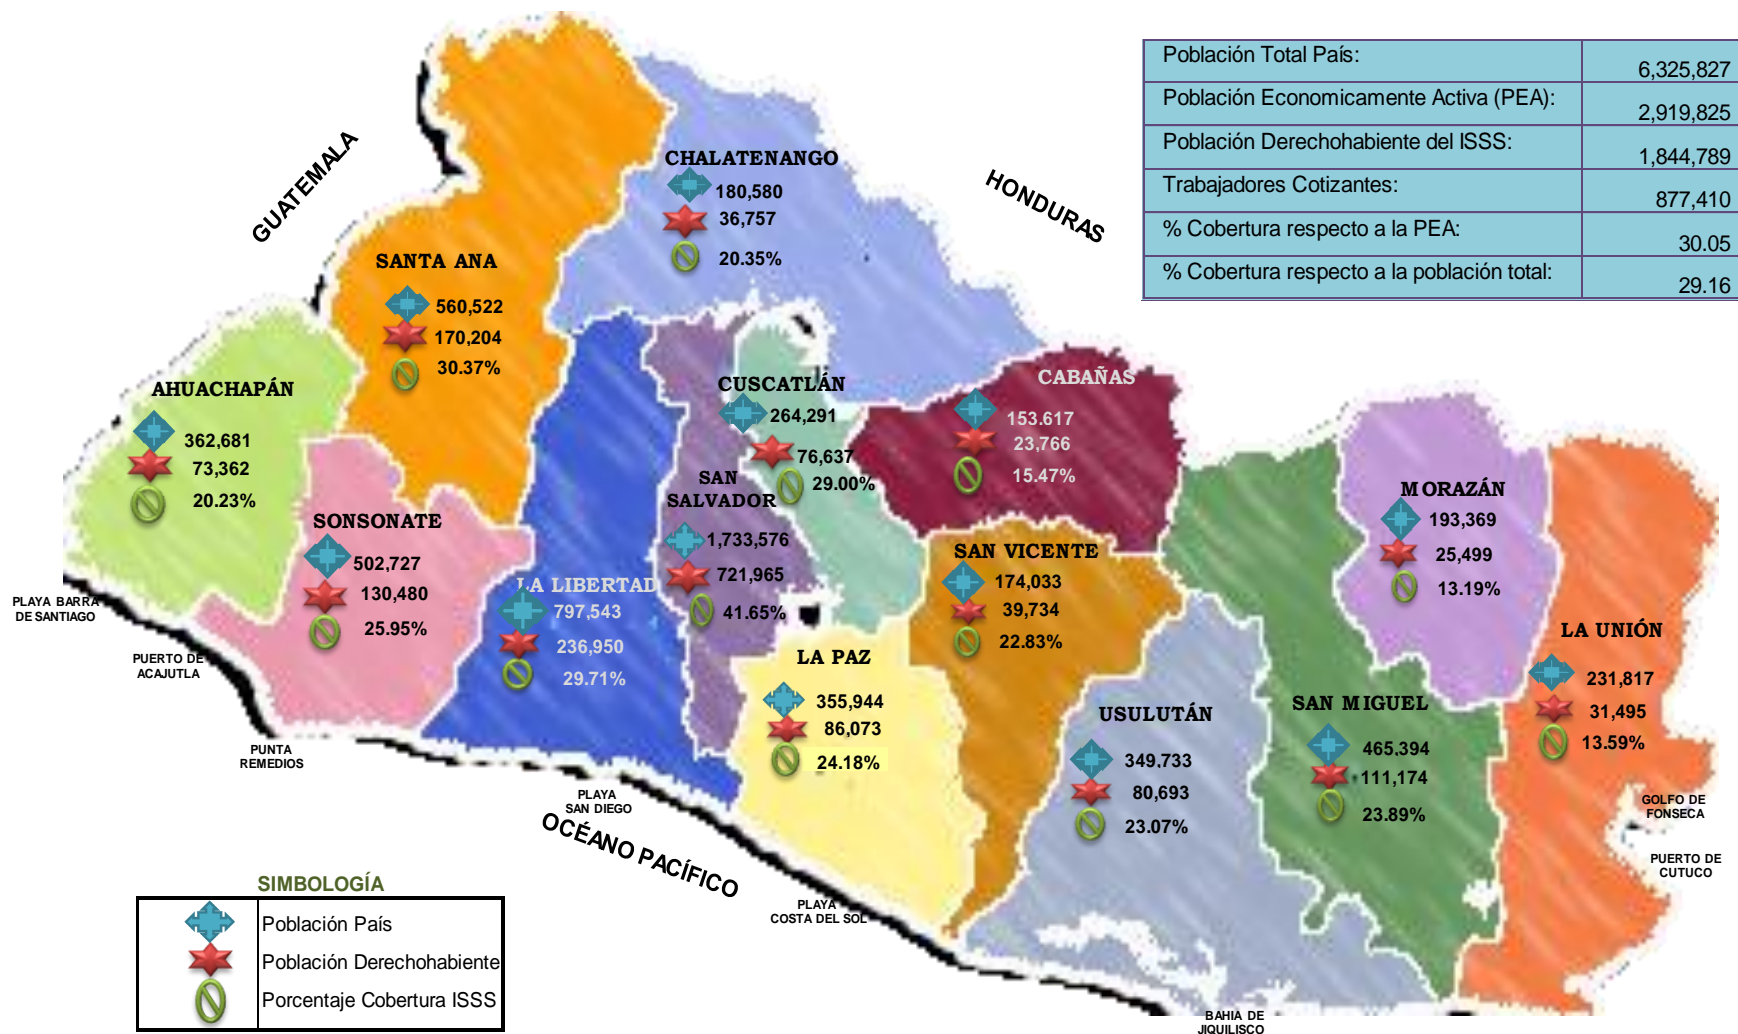 Población Total País: 6,325,827
Población Economicamente Activa (PEA): 2,919,825
Población Derechohabiente del ISSS: 1,844,789
Trabajadores Cotizantes: 877,410
% Cobertura respecto a la PEA: 30.05
% Cobertura respecto a la población total: 29.16
GUATEMALA
HONDURAS
CHALATENANGO
180,580
36,757
20.35%
SANTA ANA
560,522
170,204
30.37%
AHUACHAPÁN
362,681
73,362
20.23%
SONSONATE
502,727
130,480
25.95%
LA LIBERTAD
797,543
236,950
29.71%
SAN
SALVADOR
1,733,576
721,965
41.65%
CUSCATLÁN
264,291
76,637
29.00%
CABAÑAS
153.617
23,766
15.47%
SAN VICENTE
174,033
39,734
22.83%
LA PAZ
355,944
86,073
24.18%
USULUTÁN
349,733
80,693
23.07%
SAN MIGUEL
465,394
111,174
23.89%
MORAZÁN
193,369
25,499
13.19%
LA UNIÓN
231,817
31,495
13.59%
PLAYA BARRA
DE SANTIAGO
PUERTO DE
ACAJUTLA
PUNTA
REMEDIOS
PLAYA
SAN DIEGO
OCÉANO PACÍFICO
PLAYA
COSTA DEL SOL
BAHIA DE
JIQUILISCO
GOLFO DE
FONSECA
PUERTO DE
CUTUCO
SIMBOLOGÍA
Población País
Población Derechohabiente
Porcentaje Cobertura ISSS